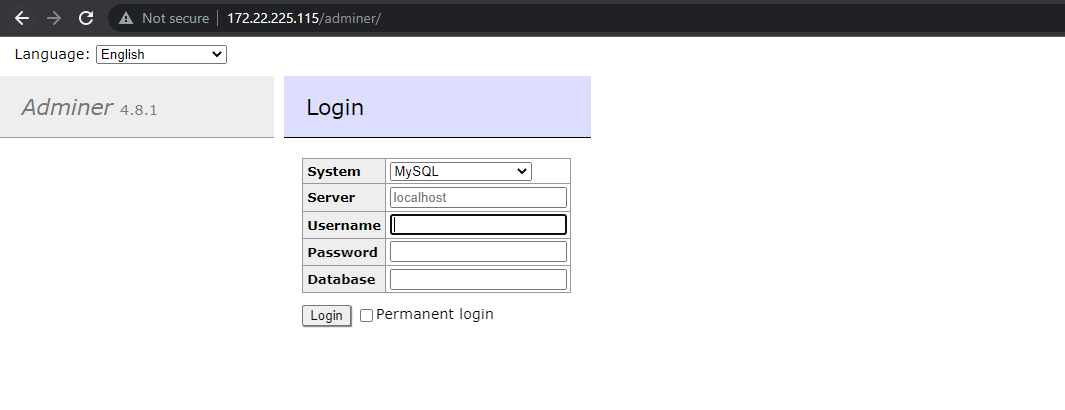 Not secure | 172.22.225.115/adminer/
Language: English
Adminer 4.8.1
Login
System MySQL
Server localhost
Username
Password
Database
Login Permanent login